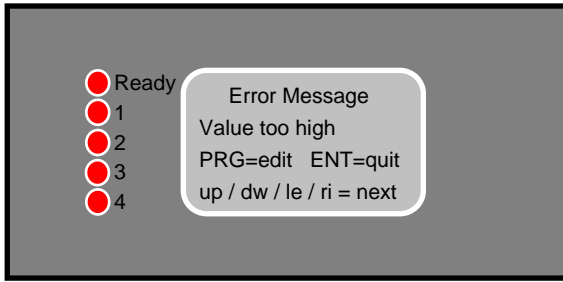 Ready
1
2
3
4
Error Message
Value too high
PRG=edit ENT=quit
up / dw / le / ri = next